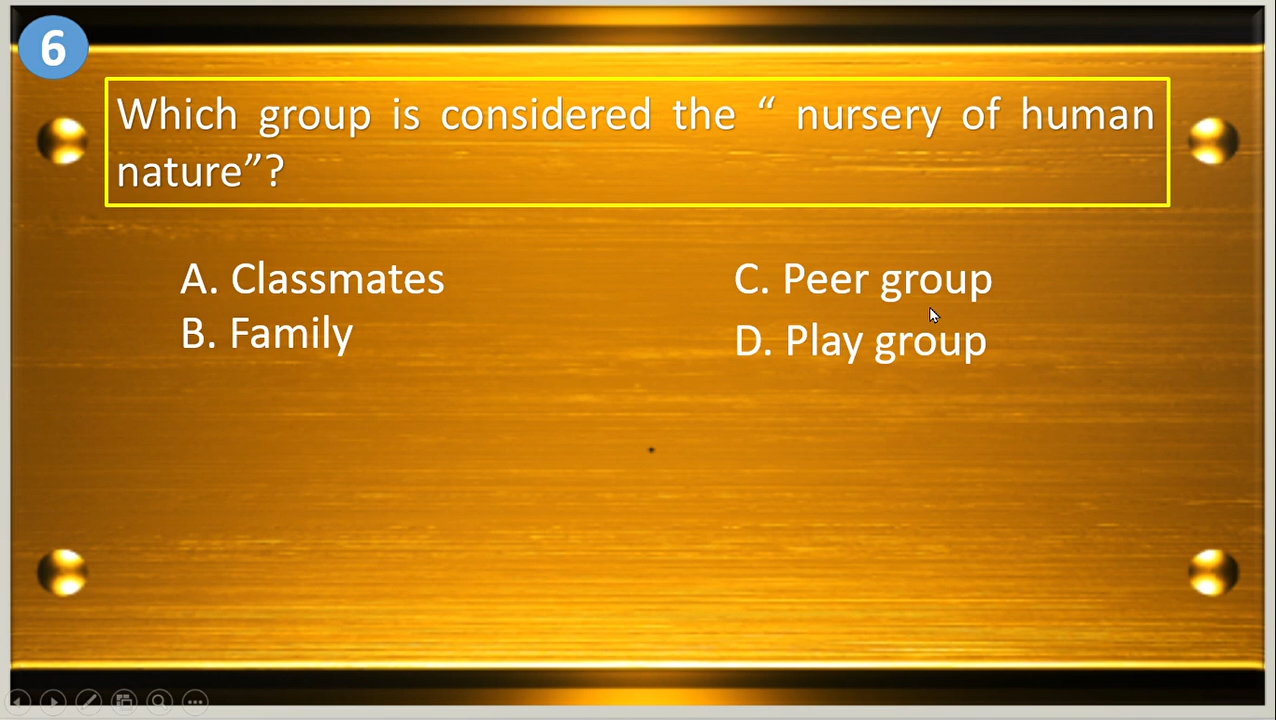 6
Which group is considered the “ nursery of human
nature”?
A. Classmates
B. Family
C. Peer group
D. Play group